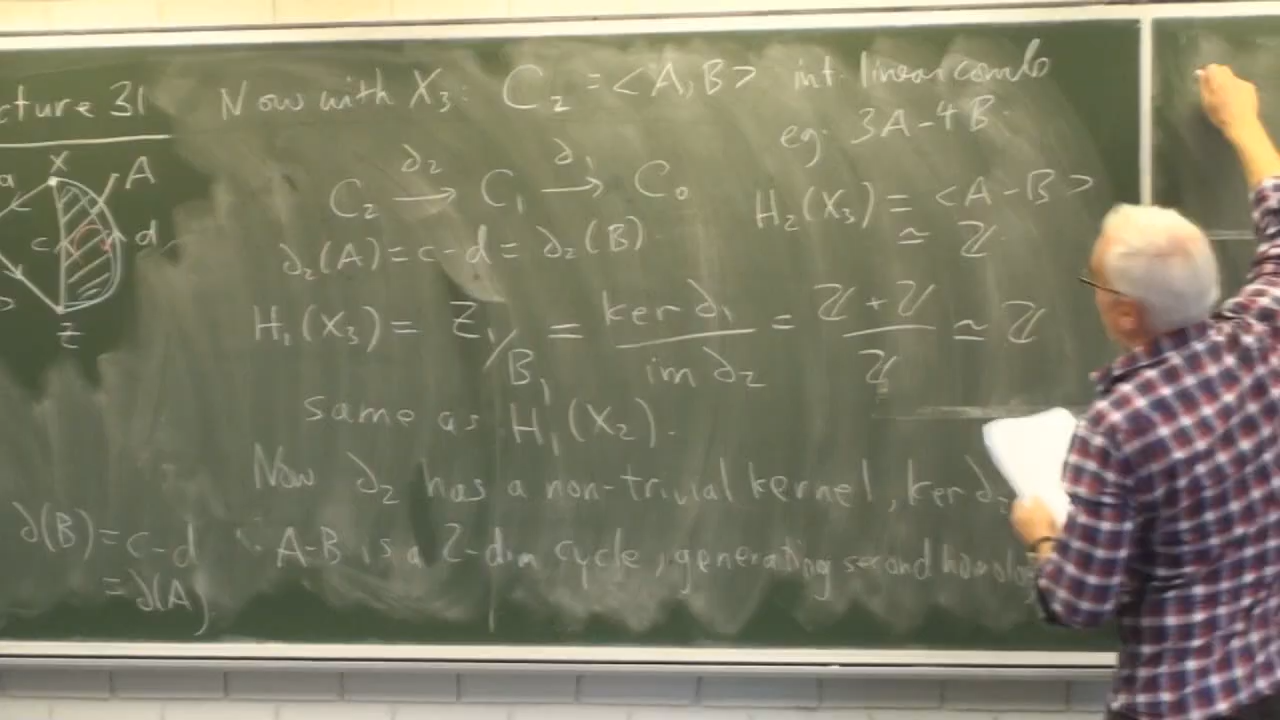 cture 31
x
A
a
c
d
z
∂(B) = c-d
= ∂(A)
Now with X₃: C₂ = <A, B> int. linear comb
eg. 3A-4B.
C₂ →∂₂ C₁ →∂₁ C₀
H₂(X₃) = <A-B>
≃ ℤ.
∂₂(A) = c-d = ∂₂(B)
H₁(X₃) = Z₁/B₁ = ker ∂₁/im ∂₂ = ℤ+ℤ/ℤ ≃ ℤ
same as H₁(X₂).
Now ∂₂ has a non-trivial kernel, ker ∂₂
∴ A-B is a 2-dim cycle, generating second homolo